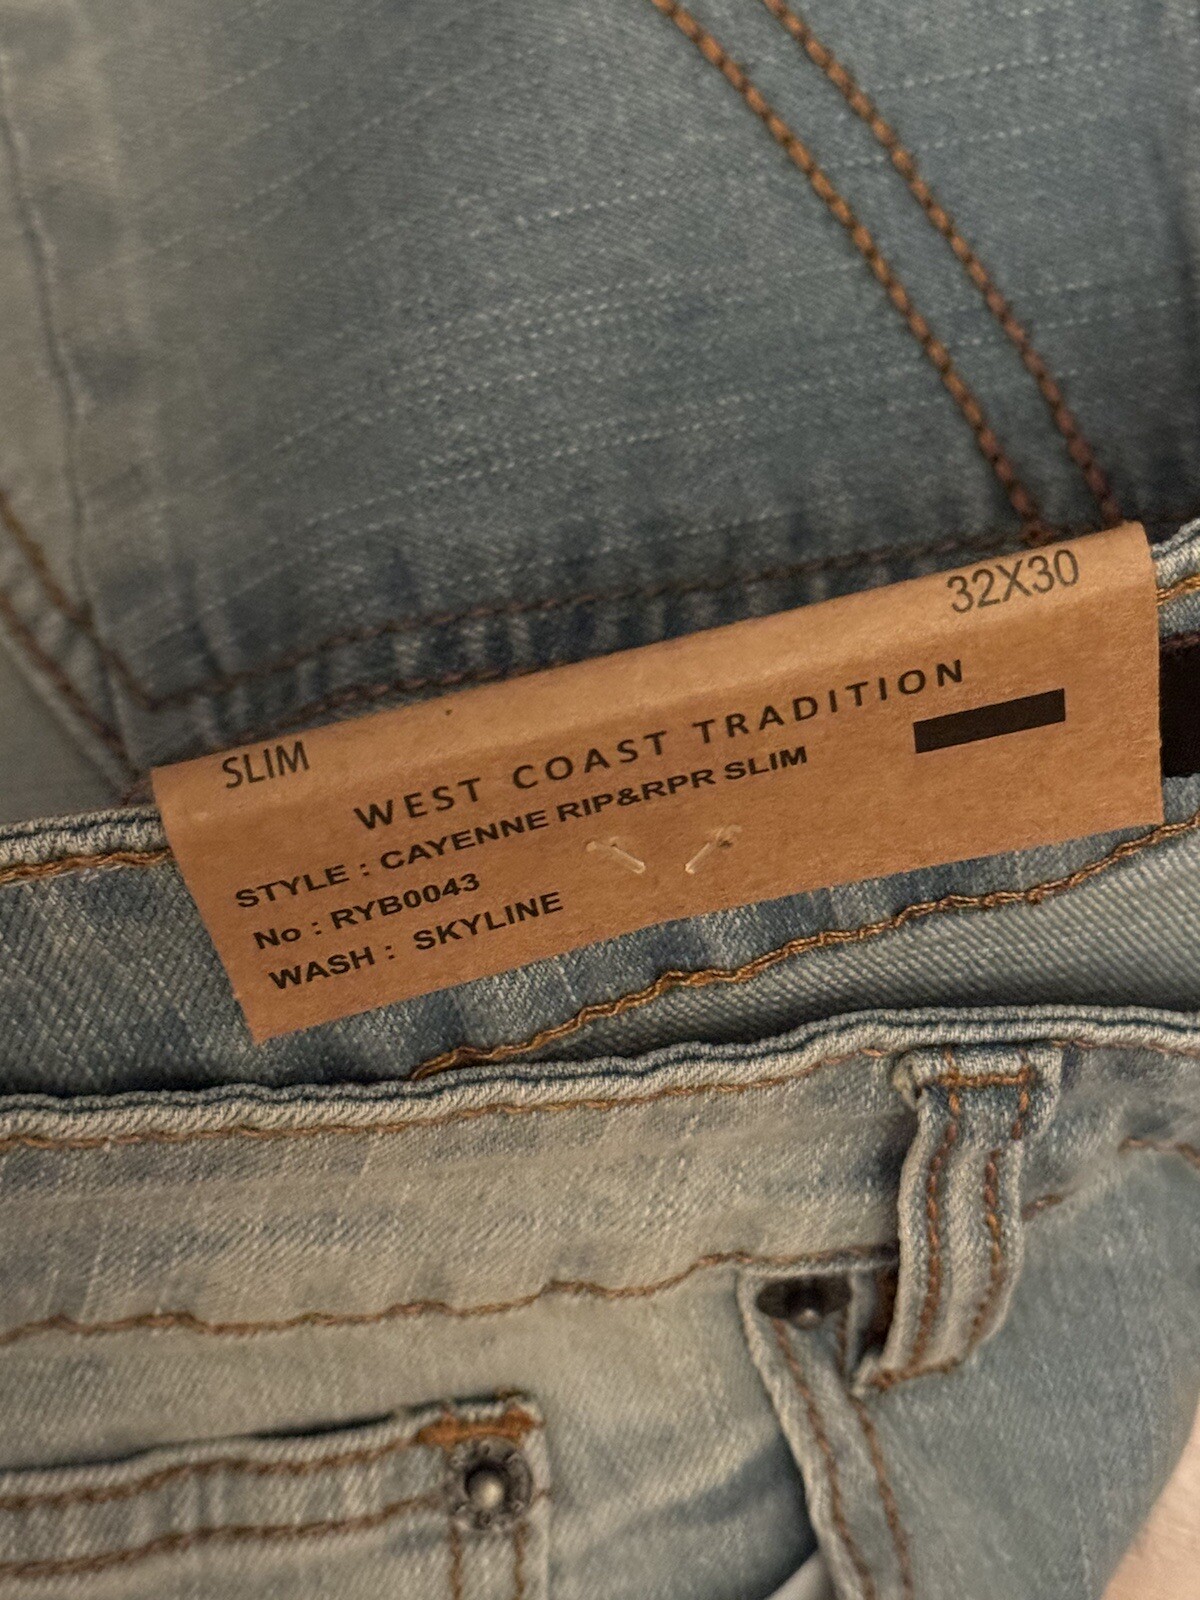 SLIM 32X30
WEST COAST TRADITION
STYLE : CAYENNE RIP&RPR SLIM
No : RYB0043
WASH : SKYLINE